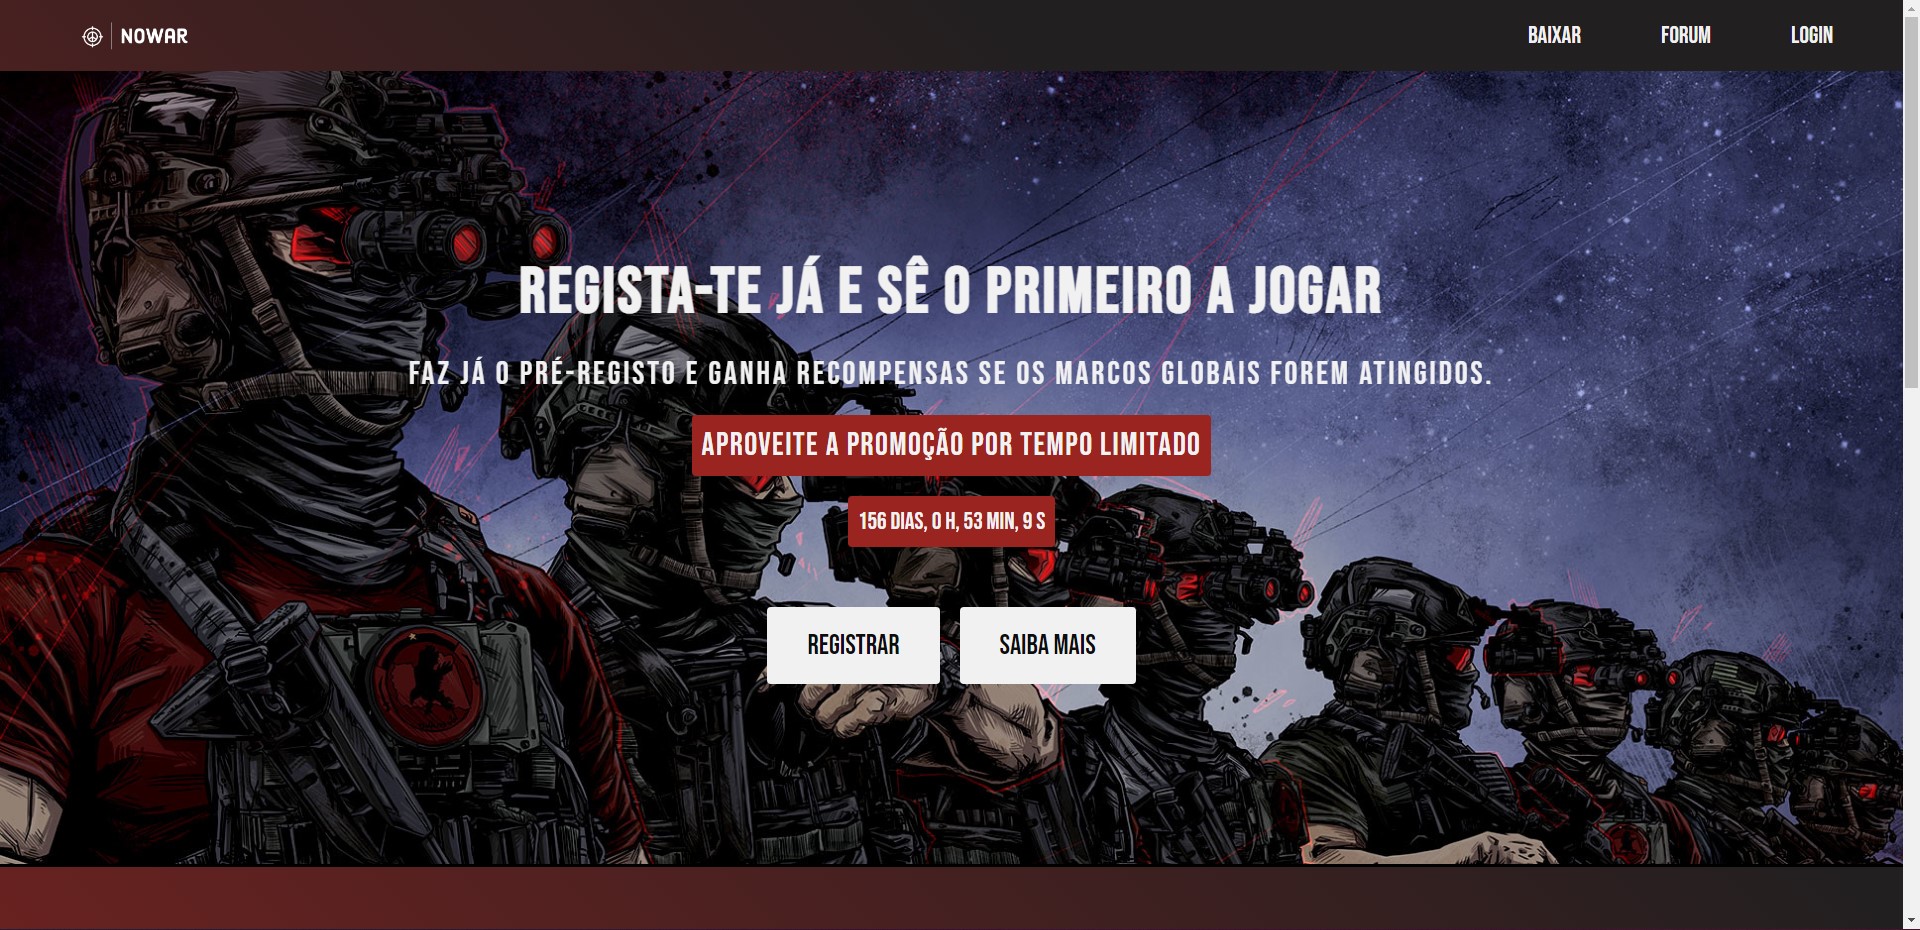 NOWAR
BAIXAR
FORUM
LOGIN
REGISTA-TE JÁ E SÊ O PRIMEIRO A JOGAR
FAZ JÁ O PRÉ-REGISTO E GANHA RECOMPENSAS SE OS MARCOS GLOBAIS FOREM ATINGIDOS.
APROVEITE A PROMOÇÃO POR TEMPO LIMITADO
156 DIAS, 0 H, 53 MIN, 9 S
REGISTRAR
SAIBA MAIS